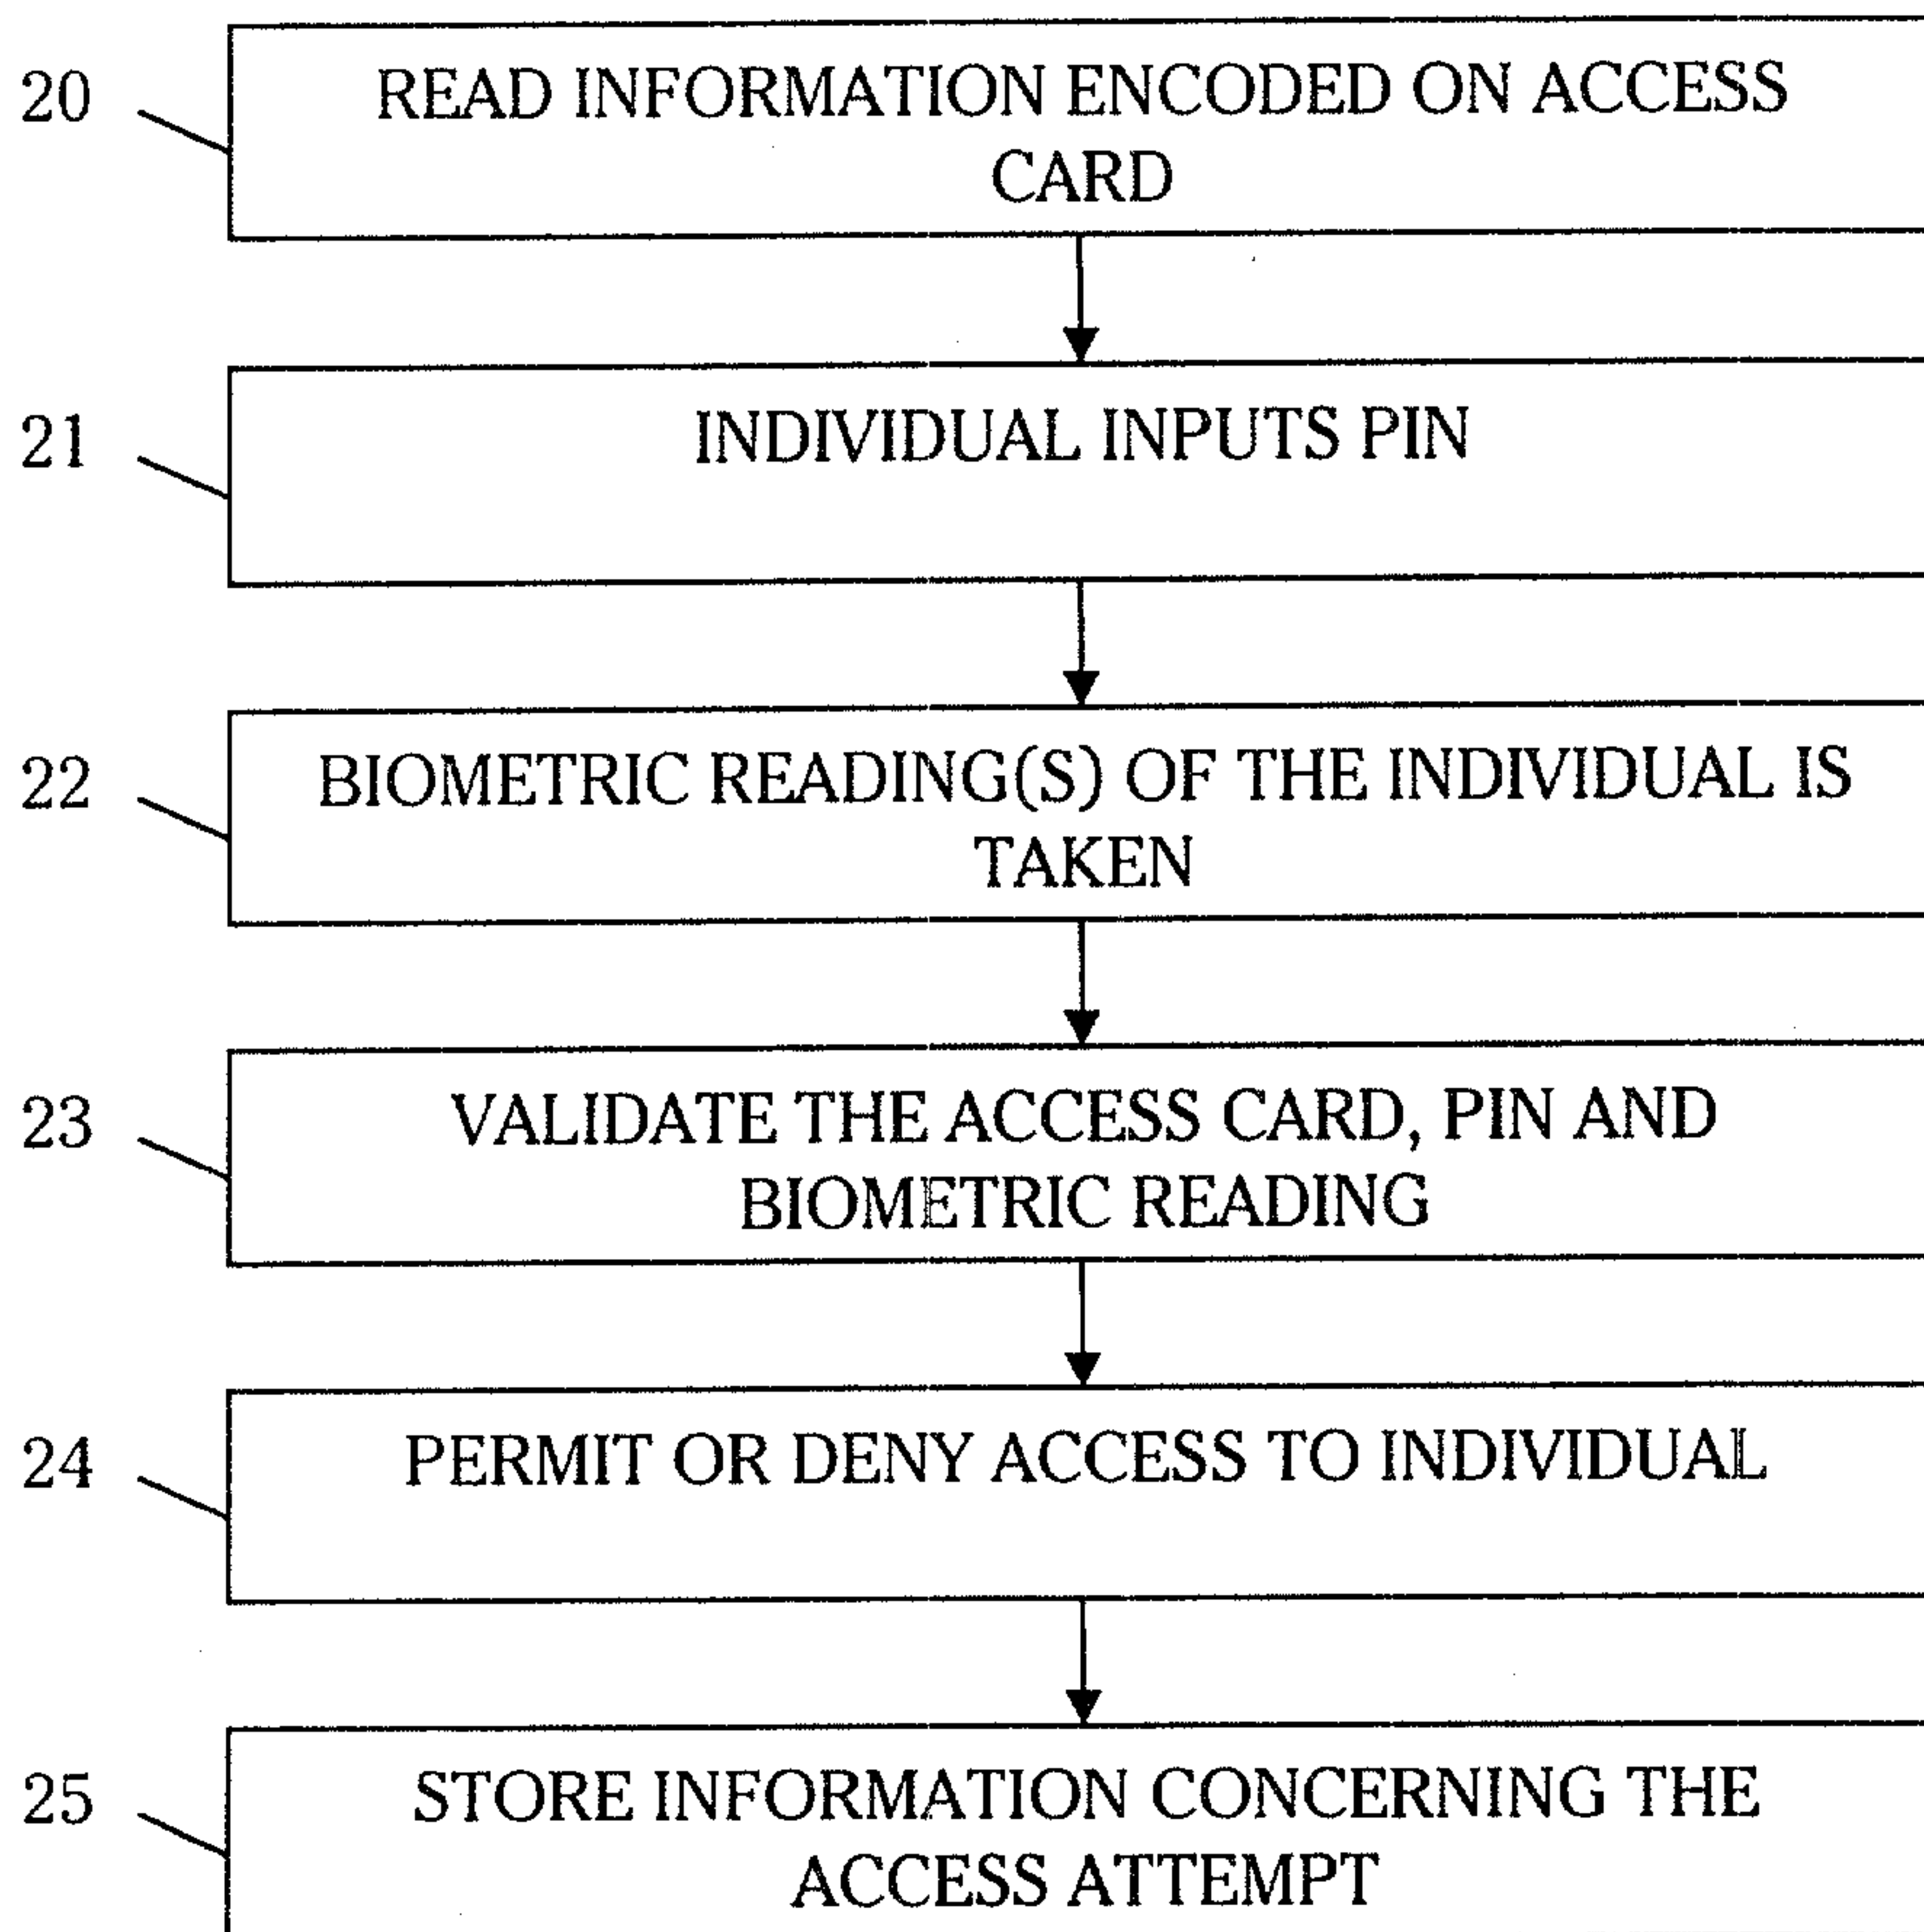 20 READ INFORMATION ENCODED ON ACCESS
CARD
21 INDIVIDUAL INPUTS PIN
22 BIOMETRIC READING(S) OF THE INDIVIDUAL IS
TAKEN
23 VALIDATE THE ACCESS CARD, PIN AND
BIOMETRIC READING
24 PERMIT OR DENY ACCESS TO INDIVIDUAL
25 STORE INFORMATION CONCERNING THE
ACCESS ATTEMPT